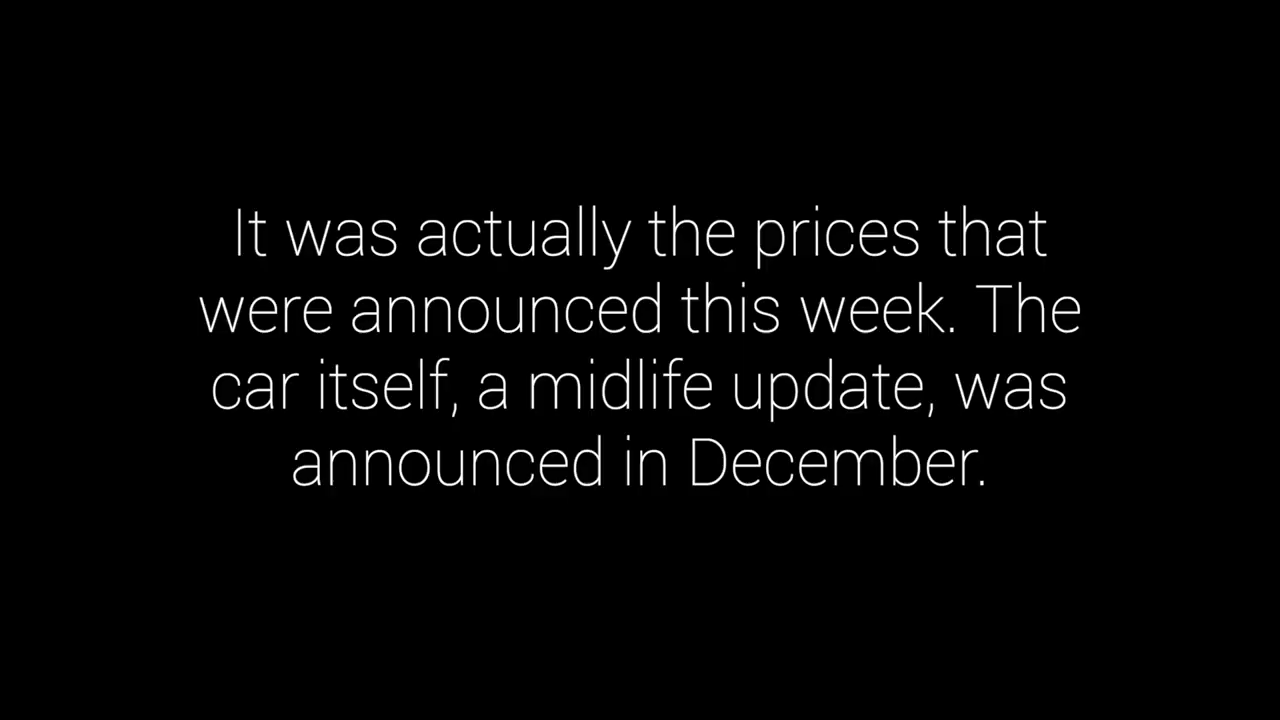 It was actually the prices that
were announced this week. The
car itself, a midlife update, was
announced in December.